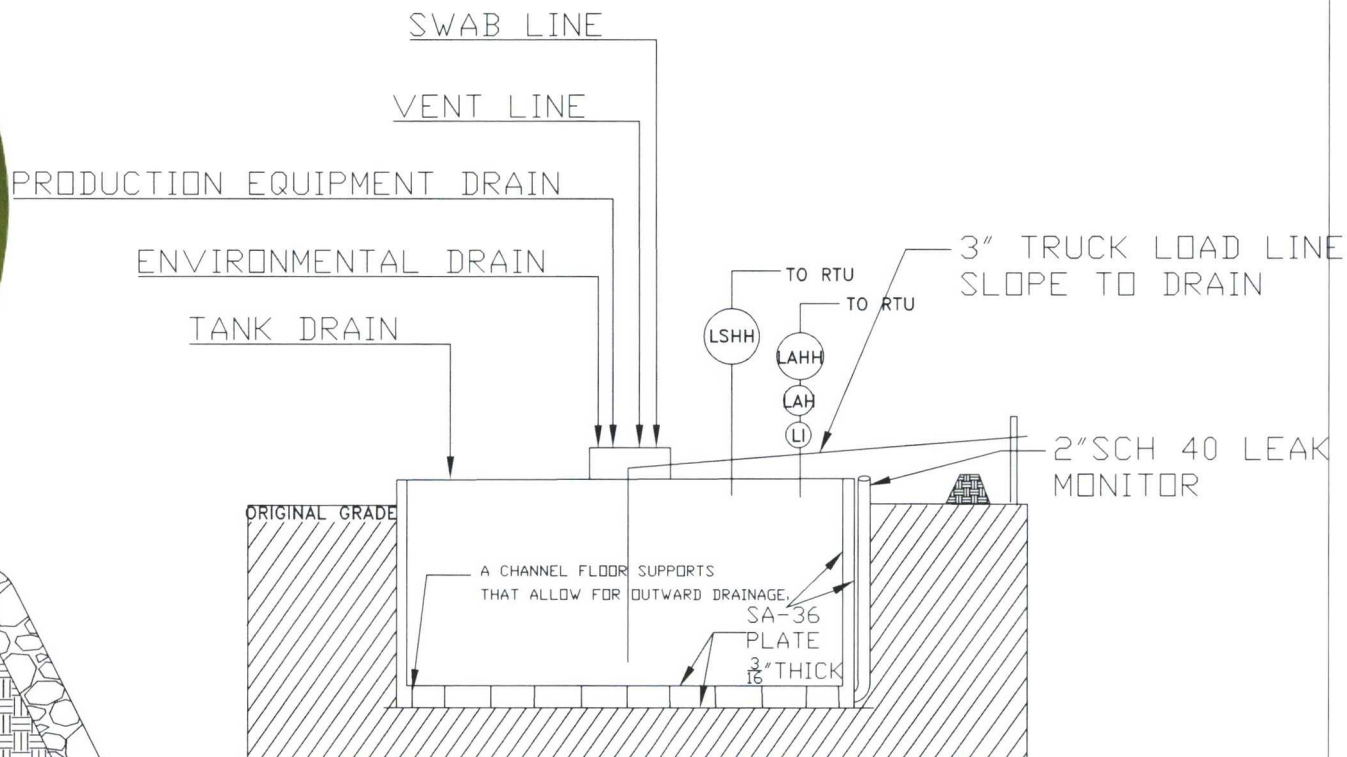 SWAB LINE
VENT LINE
PRODUCTION EQUIPMENT DRAIN
ENVIRONMENTAL DRAIN
TANK DRAIN
TO RTU
TO RTU
3" TRUCK LOAD LINE
SLOPE TO DRAIN
LSHH
LAHH
LAH
LI
2"SCH 40 LEAK
MONITOR
ORIGINAL GRADE
A CHANNEL FLOOR SUPPORTS
THAT ALLOW FOR OUTWARD DRAINAGE.
SA-36
PLATE
3/16" THICK